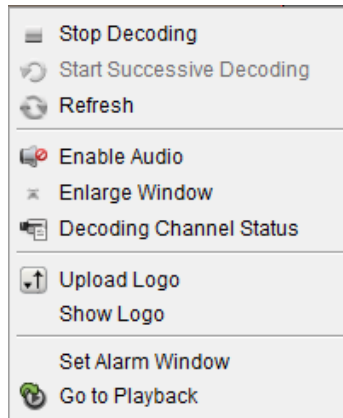 Stop Decoding
Start Successive Decoding
Refresh
Enable Audio
Enlarge Window
Decoding Channel Status
Upload Logo
Show Logo
Set Alarm Window
Go to Playback